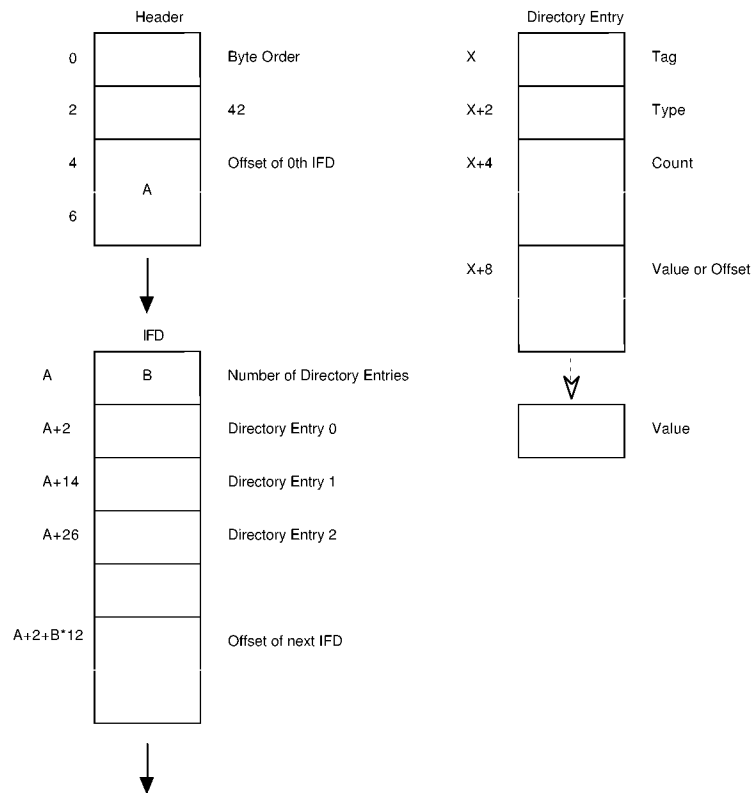 Header
0 Byte Order
2 42
4 Offset of 0th IFD
A
6
IFD
A B Number of Directory Entries
A+2 Directory Entry 0
A+14 Directory Entry 1
A+26 Directory Entry 2
A+2+B*12 Offset of next IFD
Directory Entry
X Tag
X+2 Type
X+4 Count
X+8 Value or Offset
Value